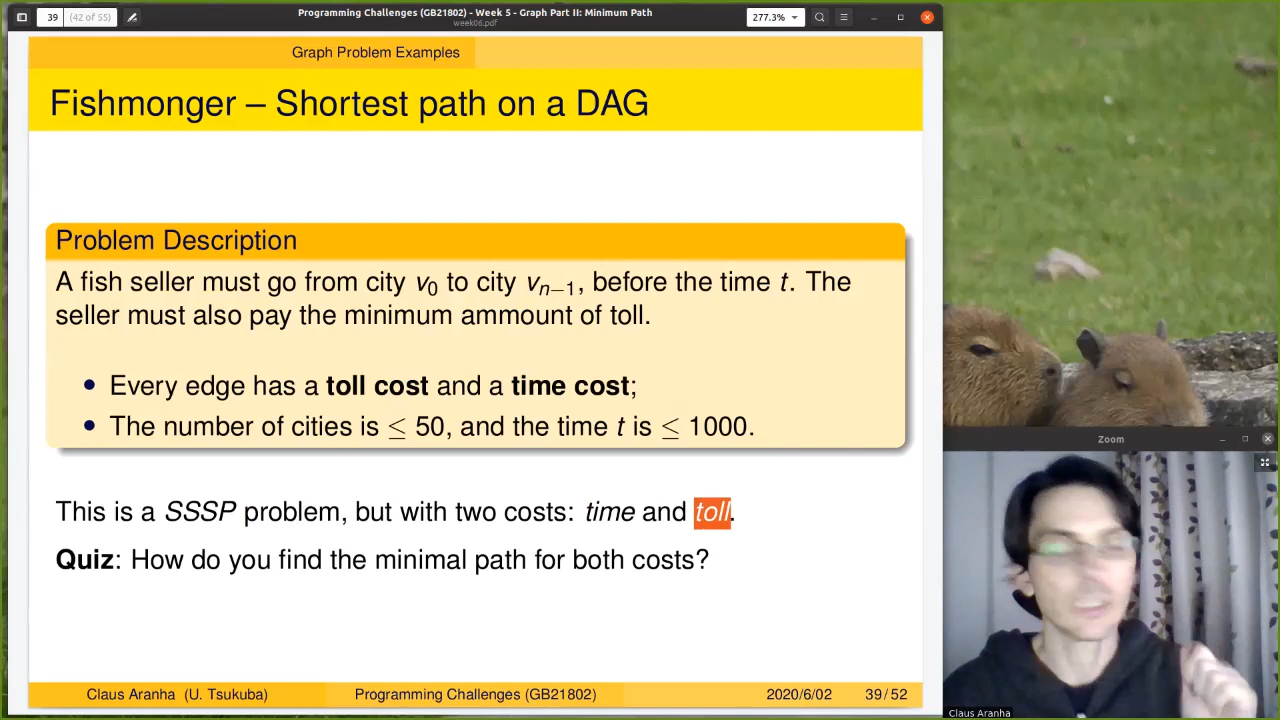 39
(42 of 55)
Programming Challenges (GB21802) - Week 5 - Graph Part II: Minimum Path
week06.pdf
277.3%
Graph Problem Examples
Fishmonger – Shortest path on a DAG
Problem Description
A fish seller must go from city v₀ to city vₙ₋₁, before the time t. The
seller must also pay the minimum ammount of toll.
• Every edge has a toll cost and a time cost;
• The number of cities is ≤ 50, and the time t is ≤ 1000.
This is a SSSP problem, but with two costs: time and toll.
Quiz: How do you find the minimal path for both costs?
Claus Aranha (U. Tsukuba)
Programming Challenges (GB21802)
2020/6/02
39 / 52
Zoom
Claus Aranha